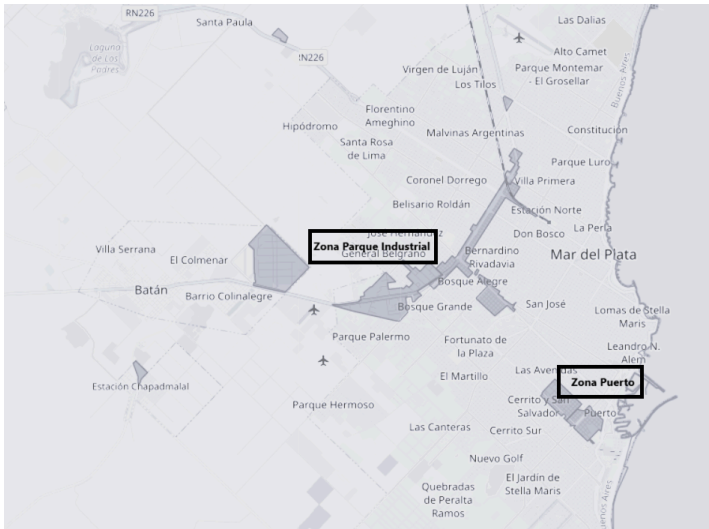 RN226
Santa Paula
Las Dalias
Laguna
de Los
Padres
IN226
Alto Camet
Virgen de Luján
Parque Montemar
- El Grosellar
Los Tilos
Buenos Aires
Florentino
Ameghino
Hipódromo
Malvinas Argentinas
Constitución
Santa Rosa
de Lima
Parque Luro
Coronel Dorrego
Villa Primera
Belisario Roldán
Estación Norte
José Hernández
Don Bosco
La Perla
Zona Parque Industrial
General Belgrano
Villa Serrana
El Colmenar
Bernardino
Rivadavia
Mar del Plata
Batán
Barrio Colinalegre
Bosque Alegre
Bosque Grande
San José
Lomas de Stella
Maris
Parque Palermo
Fortunato de
la Plaza
Leandro N.
Alem
Las Avenidas
El Martillo
Zona Puerto
Estación Chapadmalal
Parque Hermoso
Cerrito y San
Salvador
Puerto
Las Canteras
Cerrito Sur
Nuevo Golf
Quebradas
de Peralta
Ramos
El Jardín de
Stella Maris
enos Aires